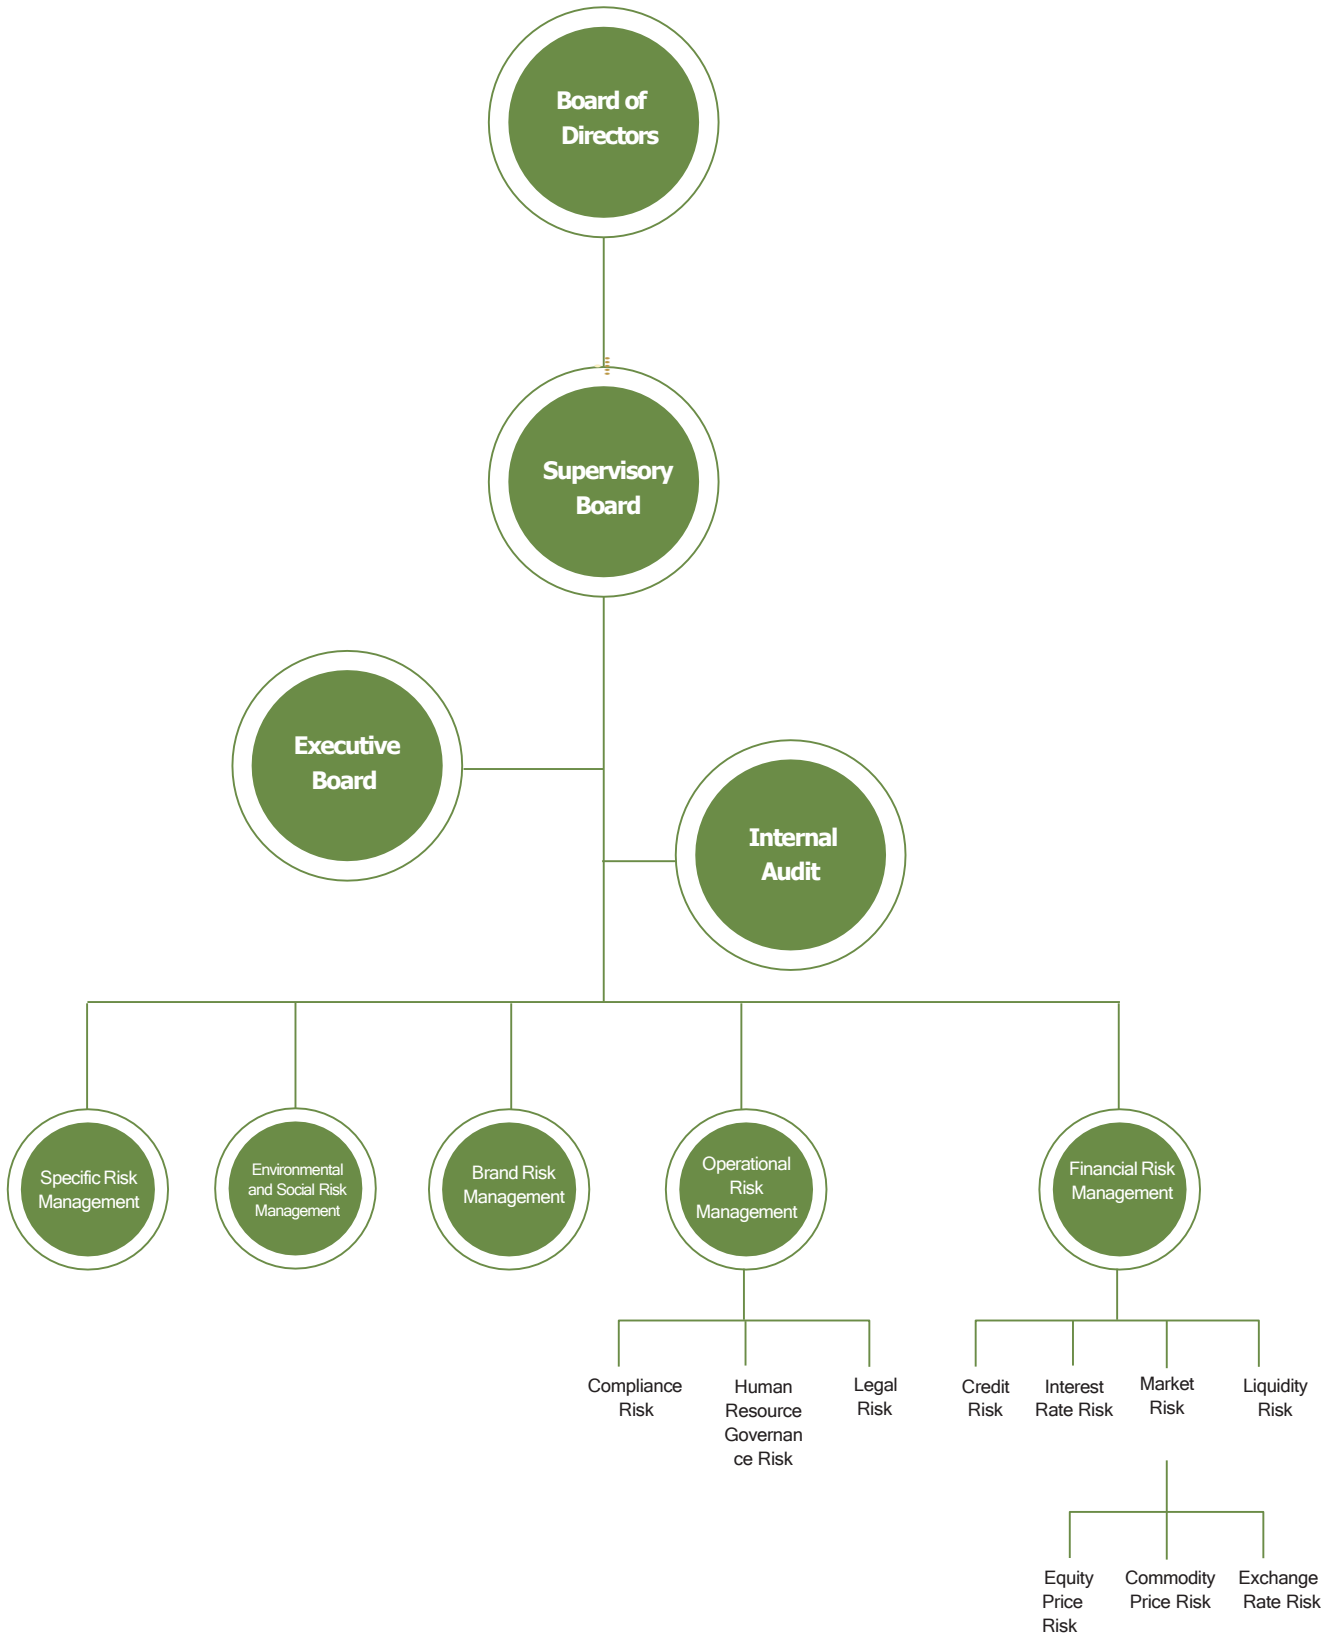 Board of
Directors
Supervisory
Board
Executive
Board
Internal
Audit
Specific Risk
Management
Environmental
and Social Risk
Management
Brand Risk
Management
Operational
Risk
Management
Financial Risk
Management
Compliance
Risk
Human
Resource
Governan
ce Risk
Legal
Risk
Credit
Risk
Interest
Rate Risk
Market
Risk
Liquidity
Risk
Equity
Price
Risk
Commodity
Price Risk
Exchange
Rate Risk